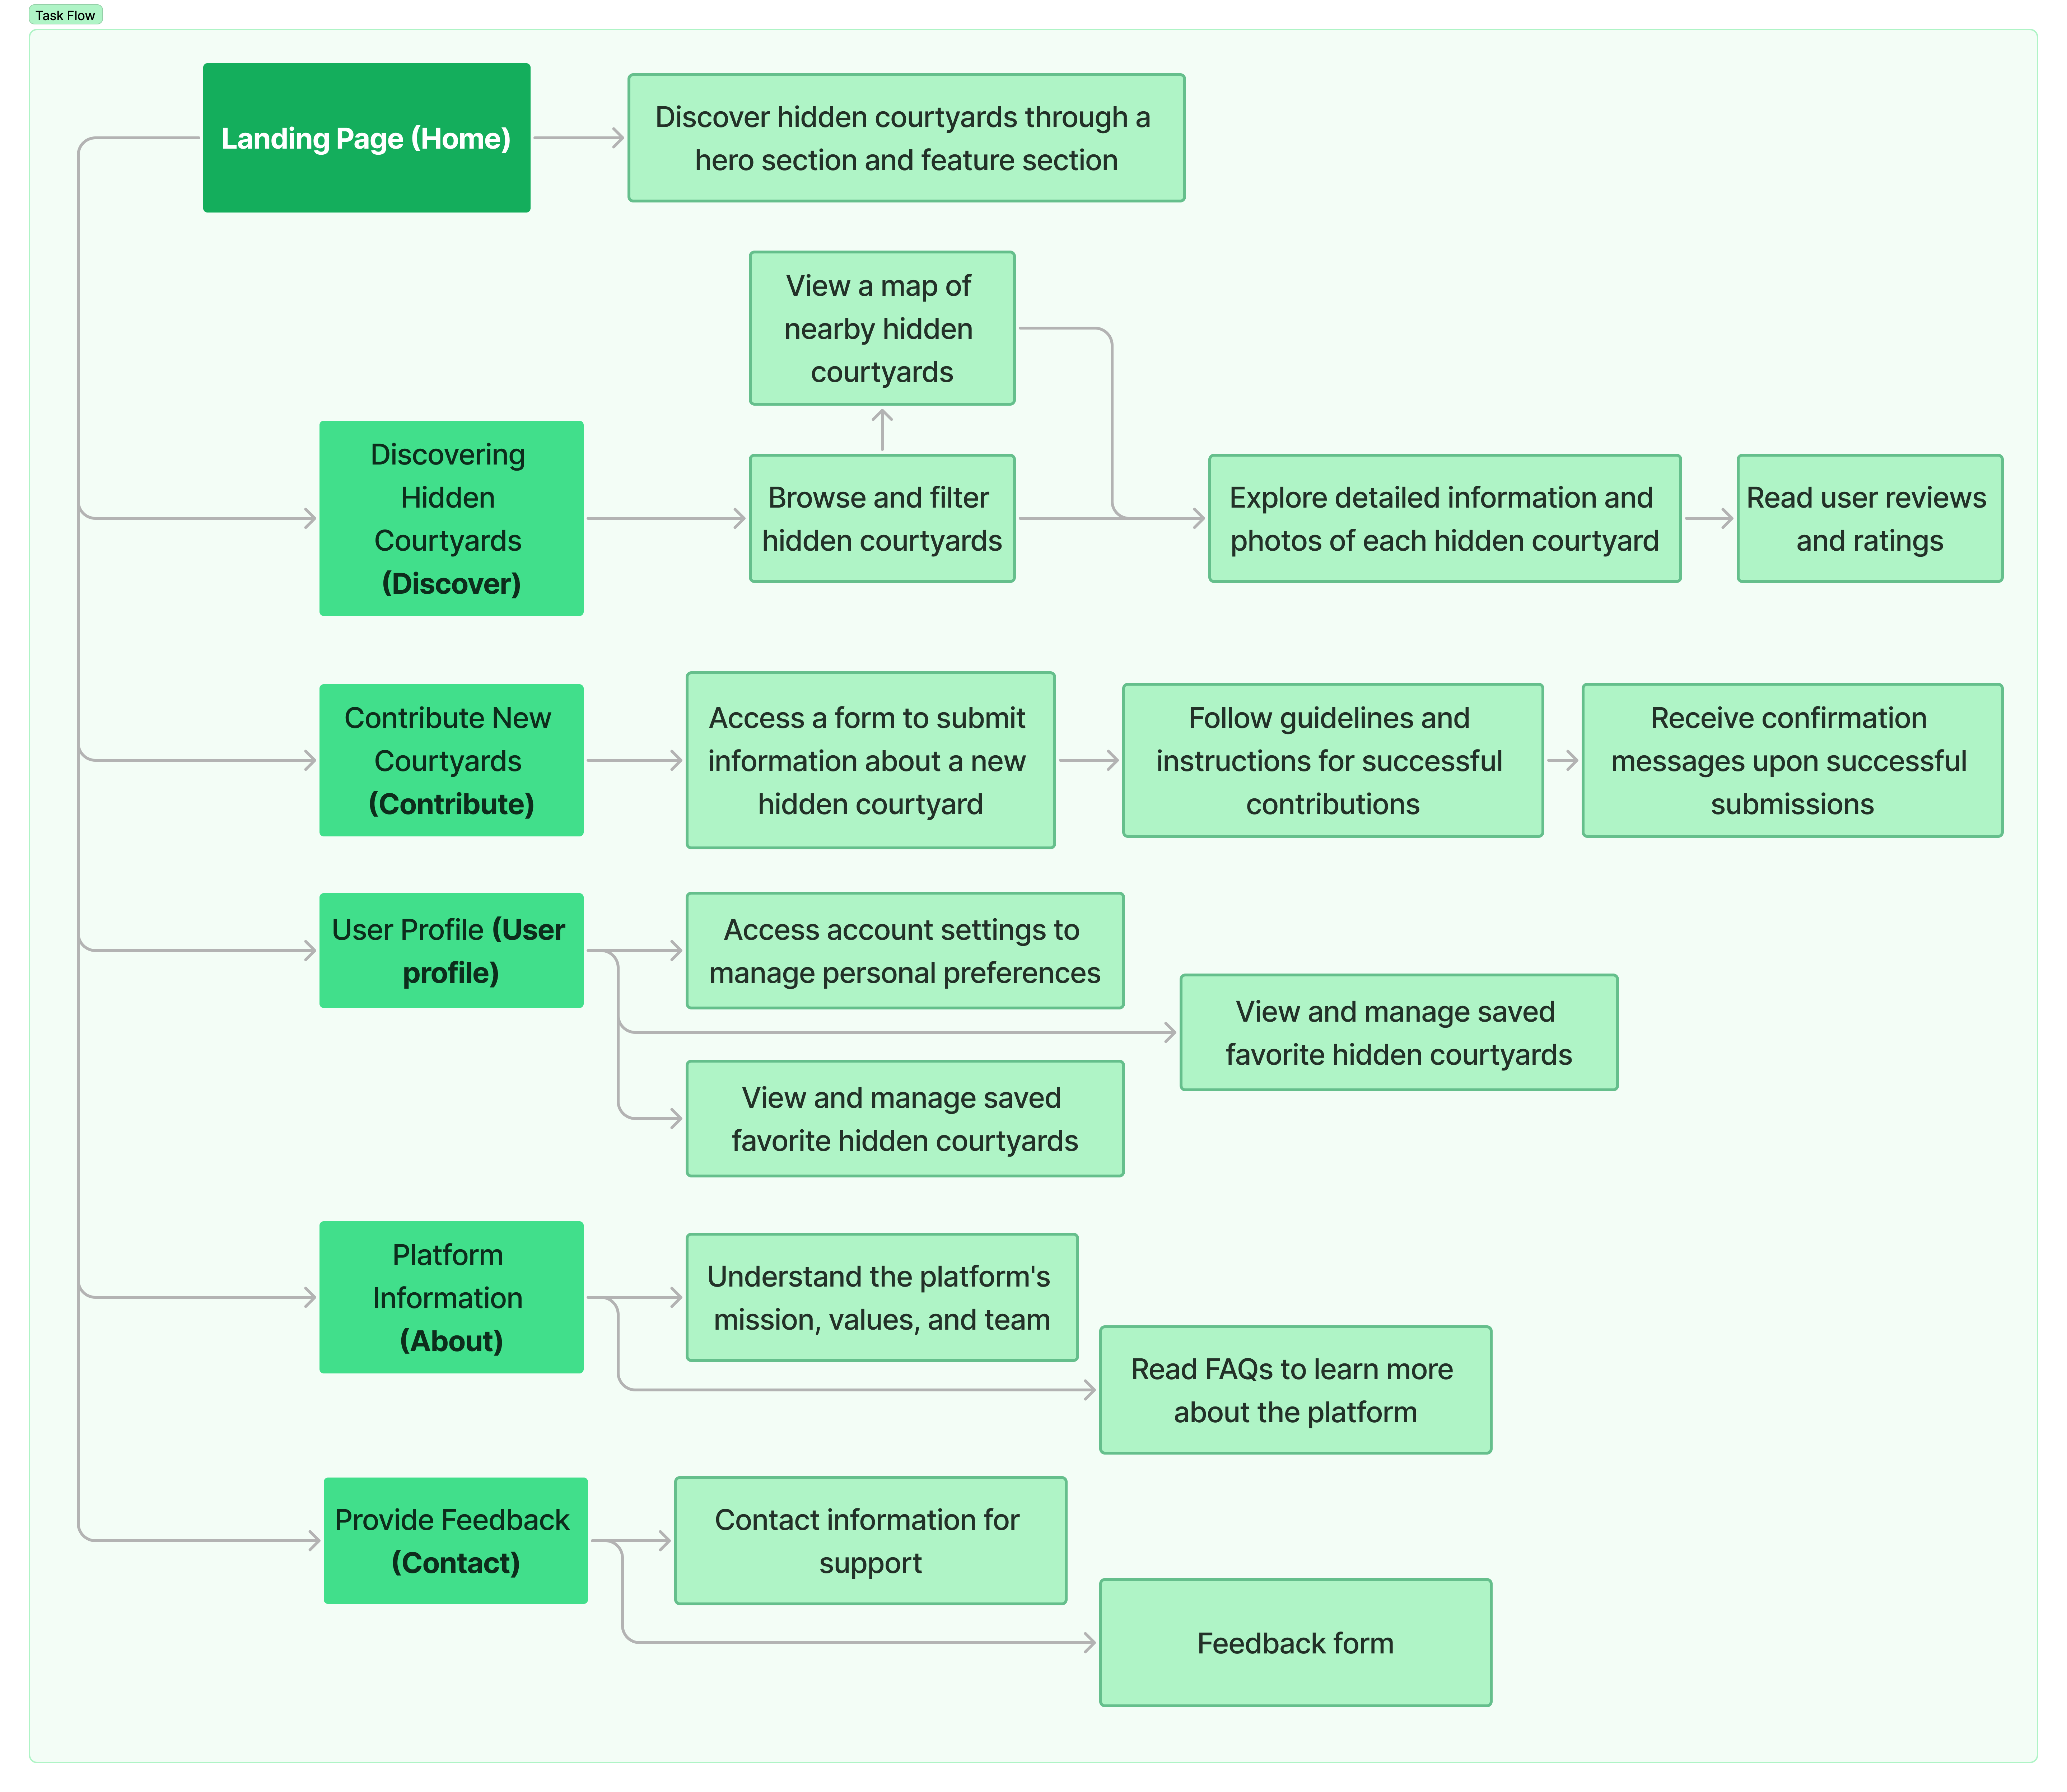 Task Flow
Landing Page (Home)
Discover hidden courtyards through a
hero section and feature section
View a map of
nearby hidden
courtyards
Discovering
Hidden
Courtyards
(Discover)
Browse and filter
hidden courtyards
Explore detailed information and
photos of each hidden courtyard
Read user reviews
and ratings
Contribute New
Courtyards
(Contribute)
Access a form to submit
information about a new
hidden courtyard
Follow guidelines and
instructions for successful
contributions
Receive confirmation
messages upon successful
submissions
User Profile (User
profile)
Access account settings to
manage personal preferences
View and manage saved
favorite hidden courtyards
View and manage saved
favorite hidden courtyards
Platform
Information
(About)
Understand the platform's
mission, values, and team
Read FAQs to learn more
about the platform
Provide Feedback
(Contact)
Contact information for
support
Feedback form